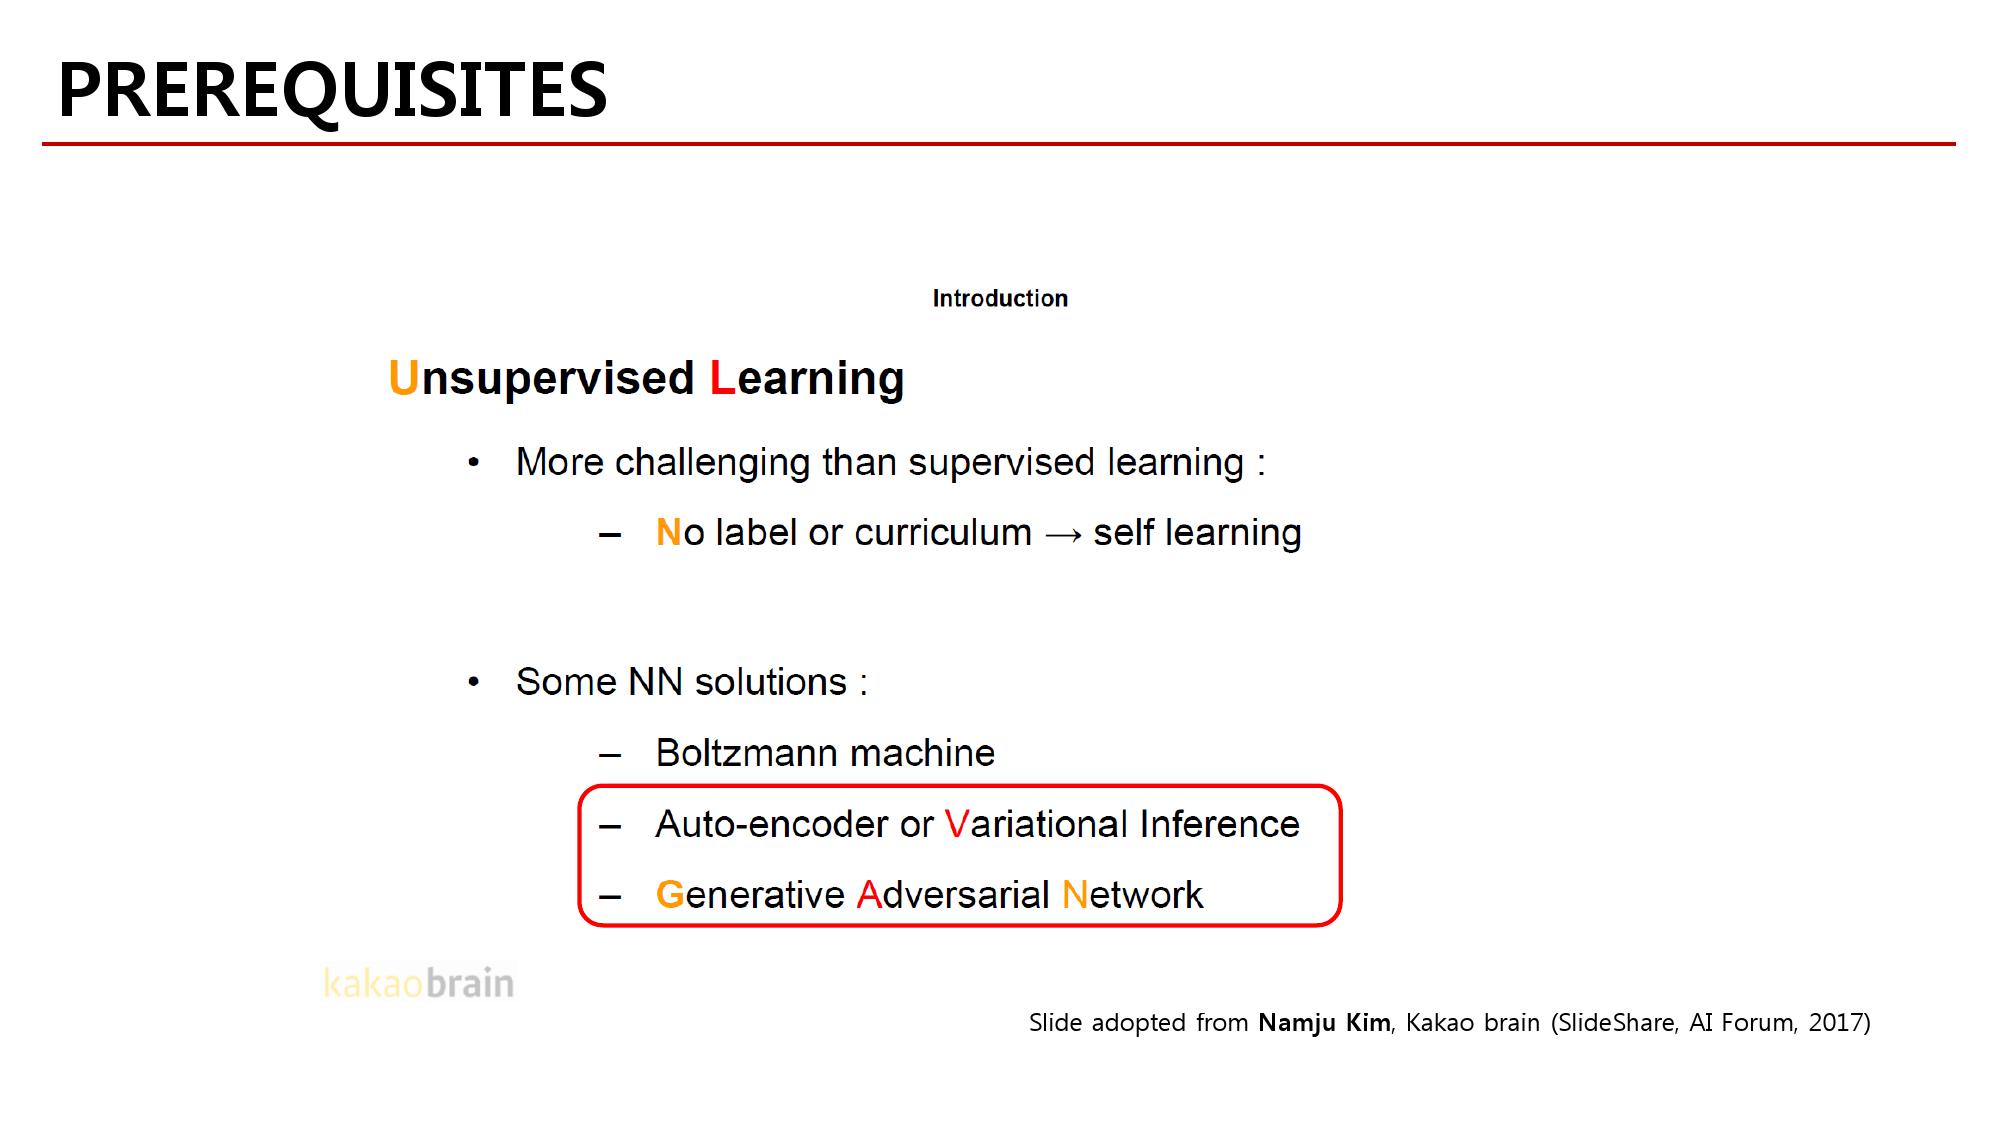 PREREQUISITES
Introduction
Unsupervised Learning
• More challenging than supervised learning :
– No label or curriculum → self learning
• Some NN solutions :
– Boltzmann machine
– Auto-encoder or Variational Inference
– Generative Adversarial Network
kakaobrain
Slide adopted from Namju Kim, Kakao brain (SlideShare, AI Forum, 2017)